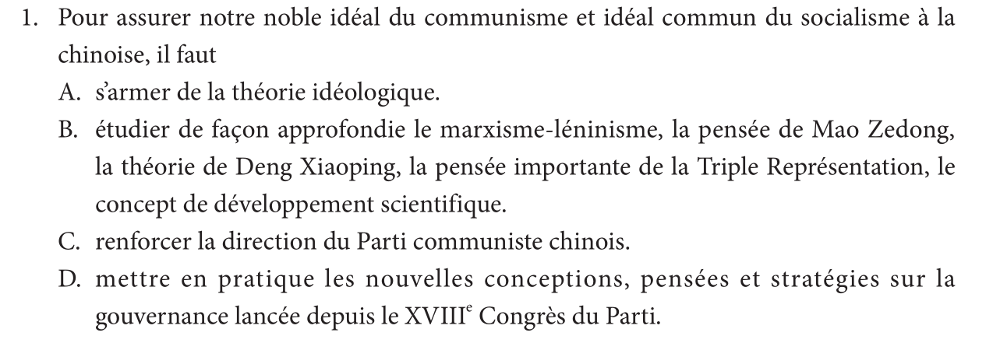 1. Pour assurer notre noble idéal du communisme et idéal commun du socialisme à la
chinoise, il faut
A. s’armer de la théorie idéologique.
B. étudier de façon approfondie le marxisme-léninisme, la pensée de Mao Zedong,
la théorie de Deng Xiaoping, la pensée importante de la Triple Représentation, le
concept de développement scientifique.
C. renforcer la direction du Parti communiste chinois.
D. mettre en pratique les nouvelles conceptions, pensées et stratégies sur la
gouvernance lancée depuis le XVIIIᵉ Congrès du Parti.